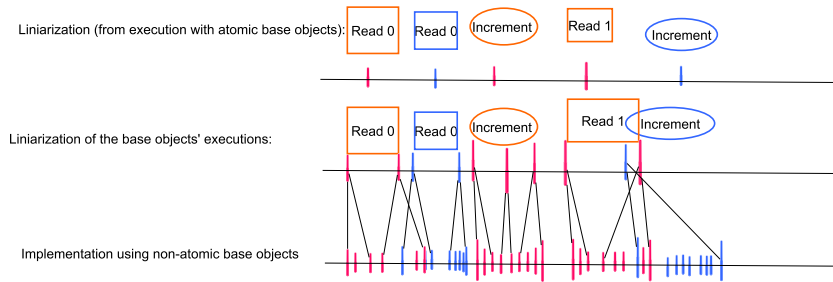 Liniarization (from execution with atomic base objects): Read 0 Read 0 Increment Read 1 Increment
Liniarization of the base objects' executions: Read 0 Read 0 Increment Read 1 Increment
Implementation using non-atomic base objects